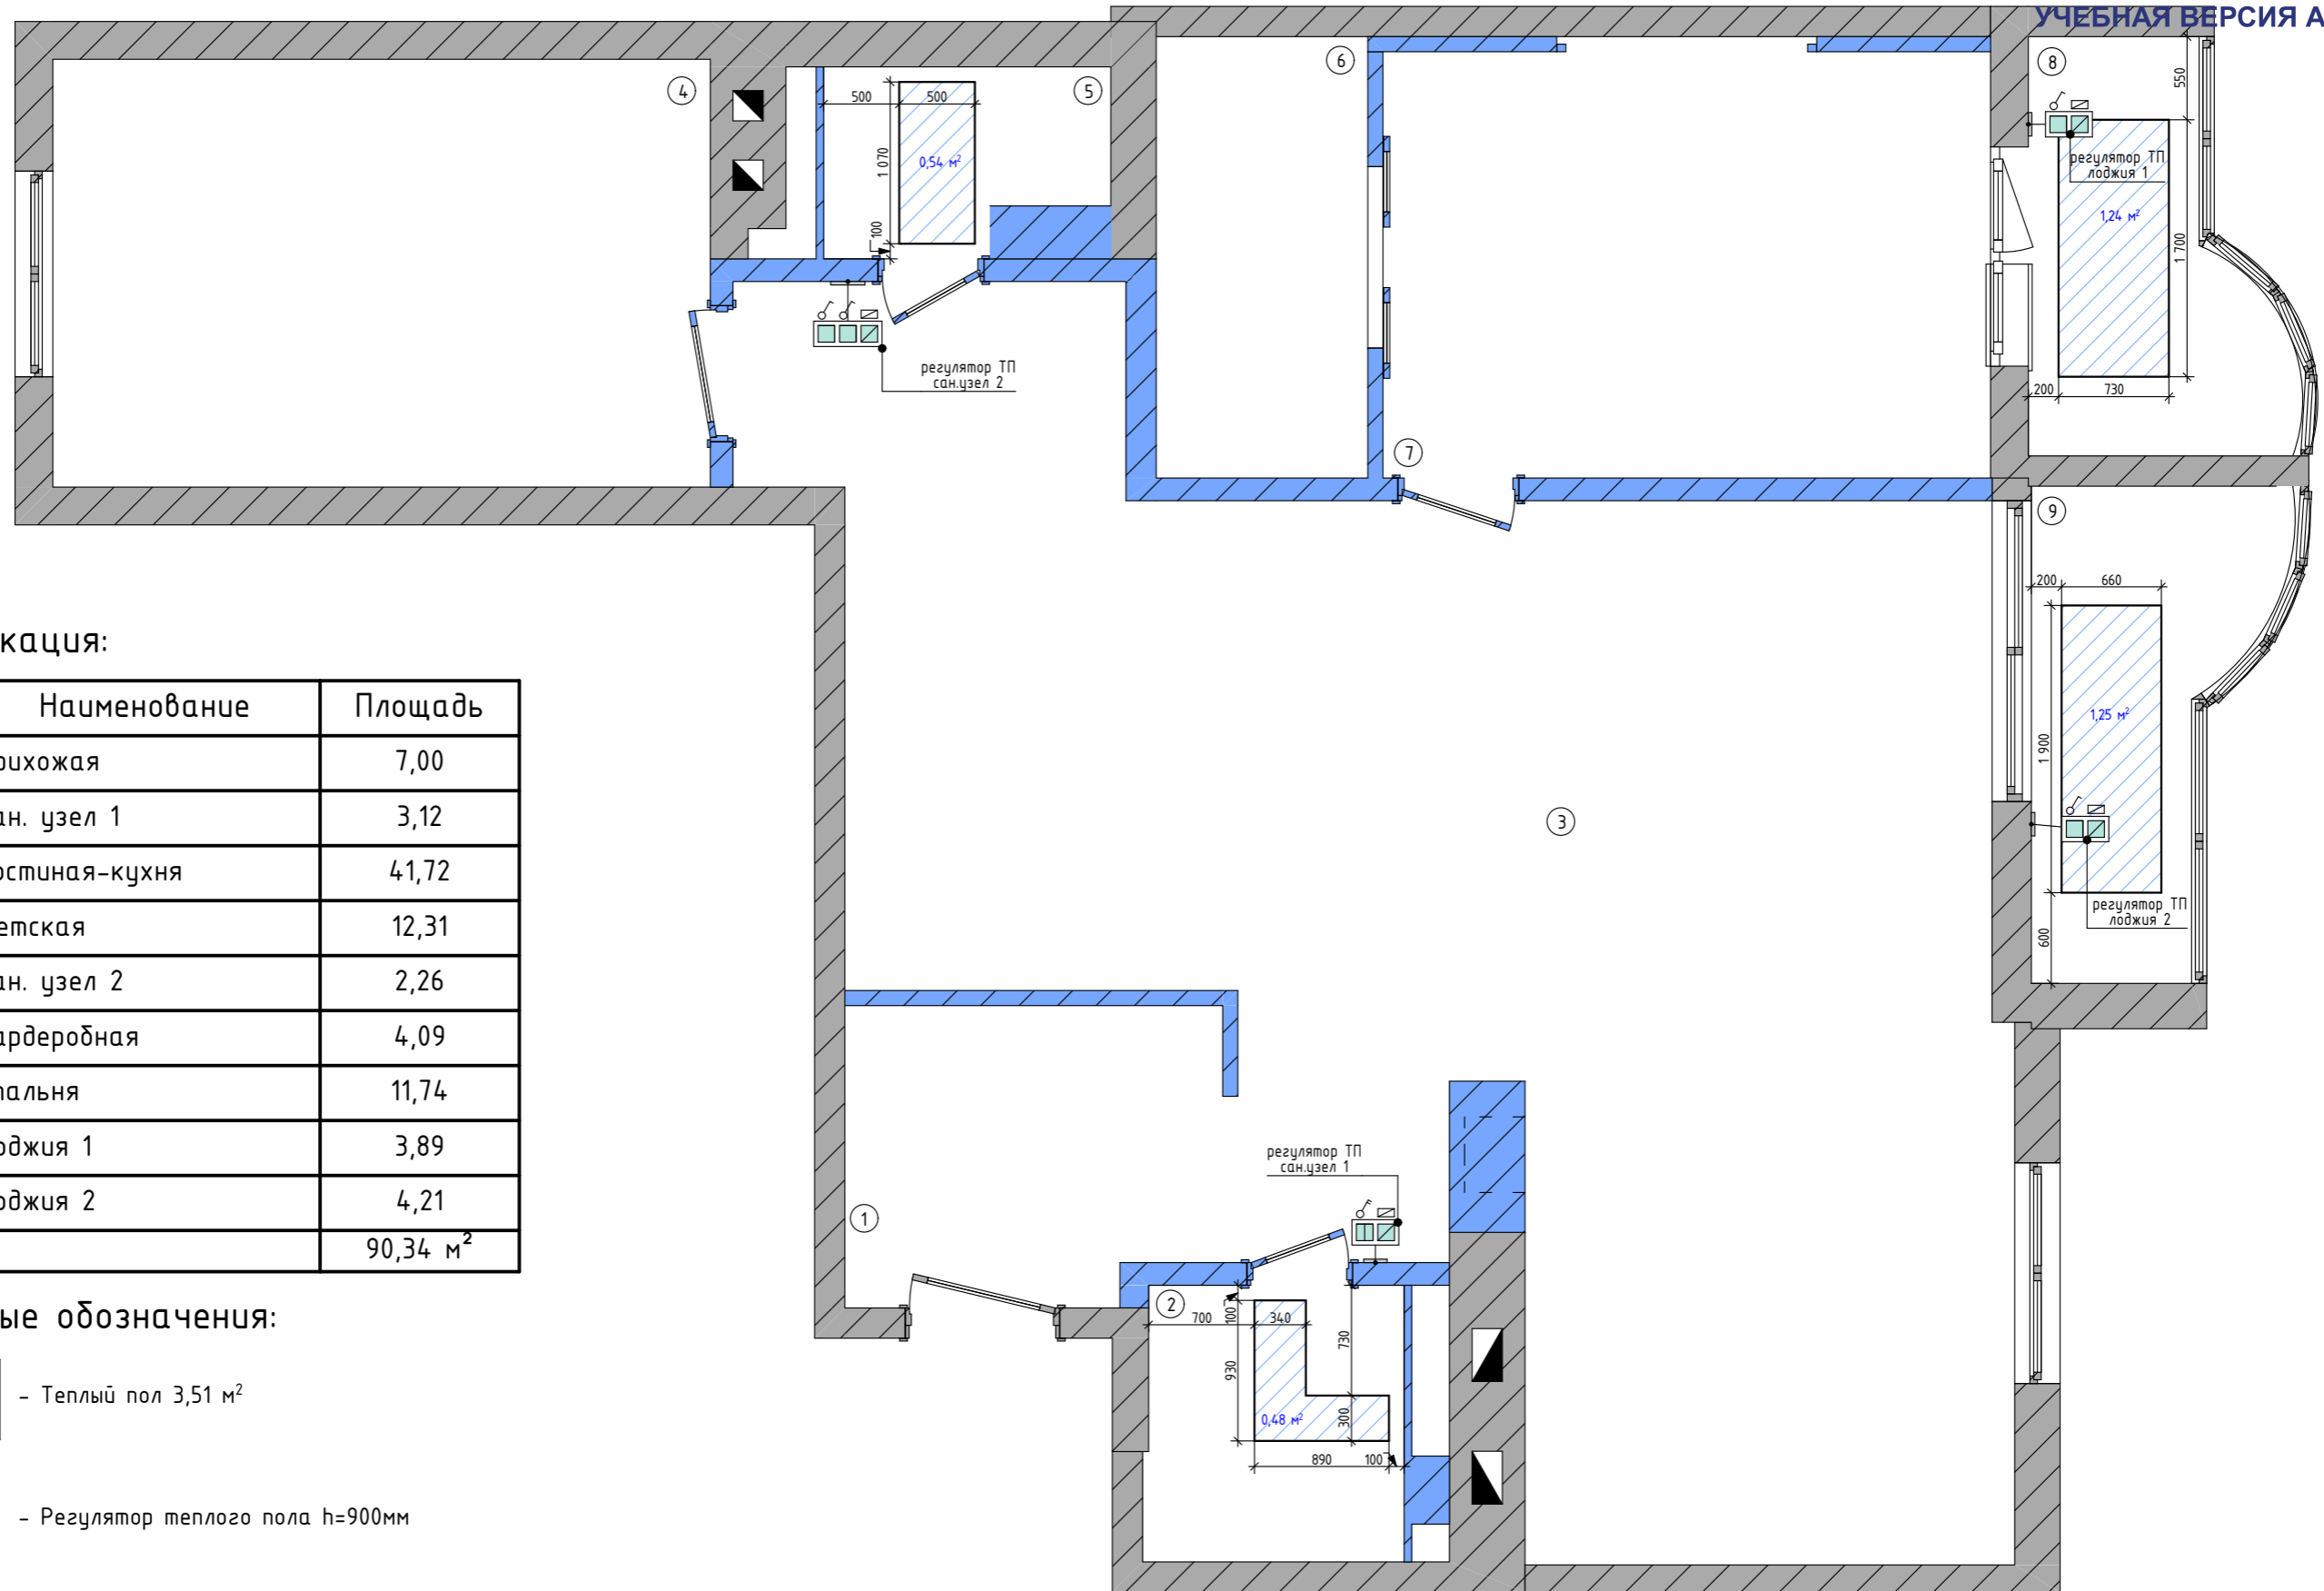 УЧЕБНАЯ ВЕРСИЯ A
4
5
6
8
500
500
1 070
0,54 м²
100
550
регулятор ТП
лоджия 1
1,24 м²
1 700
200
730
регулятор ТП
сан.узел 2
7
9
200
660
1 900
1,25 м²
регулятор ТП
лоджия 2
600
3
кация:
Наименование
Площадь
рихожая
7,00
ан. узел 1
3,12
остиная-кухня
41,72
етская
12,31
ан. узел 2
2,26
ардеробная
4,09
пальня
11,74
оджия 1
3,89
оджия 2
4,21
90,34 м²
регулятор ТП
сан.узел 1
1
2
700
100
340
730
930
0,48 м²
300
890
100
ые обозначения:
- Теплый пол 3,51 м²
- Регулятор теплого пола h=900мм